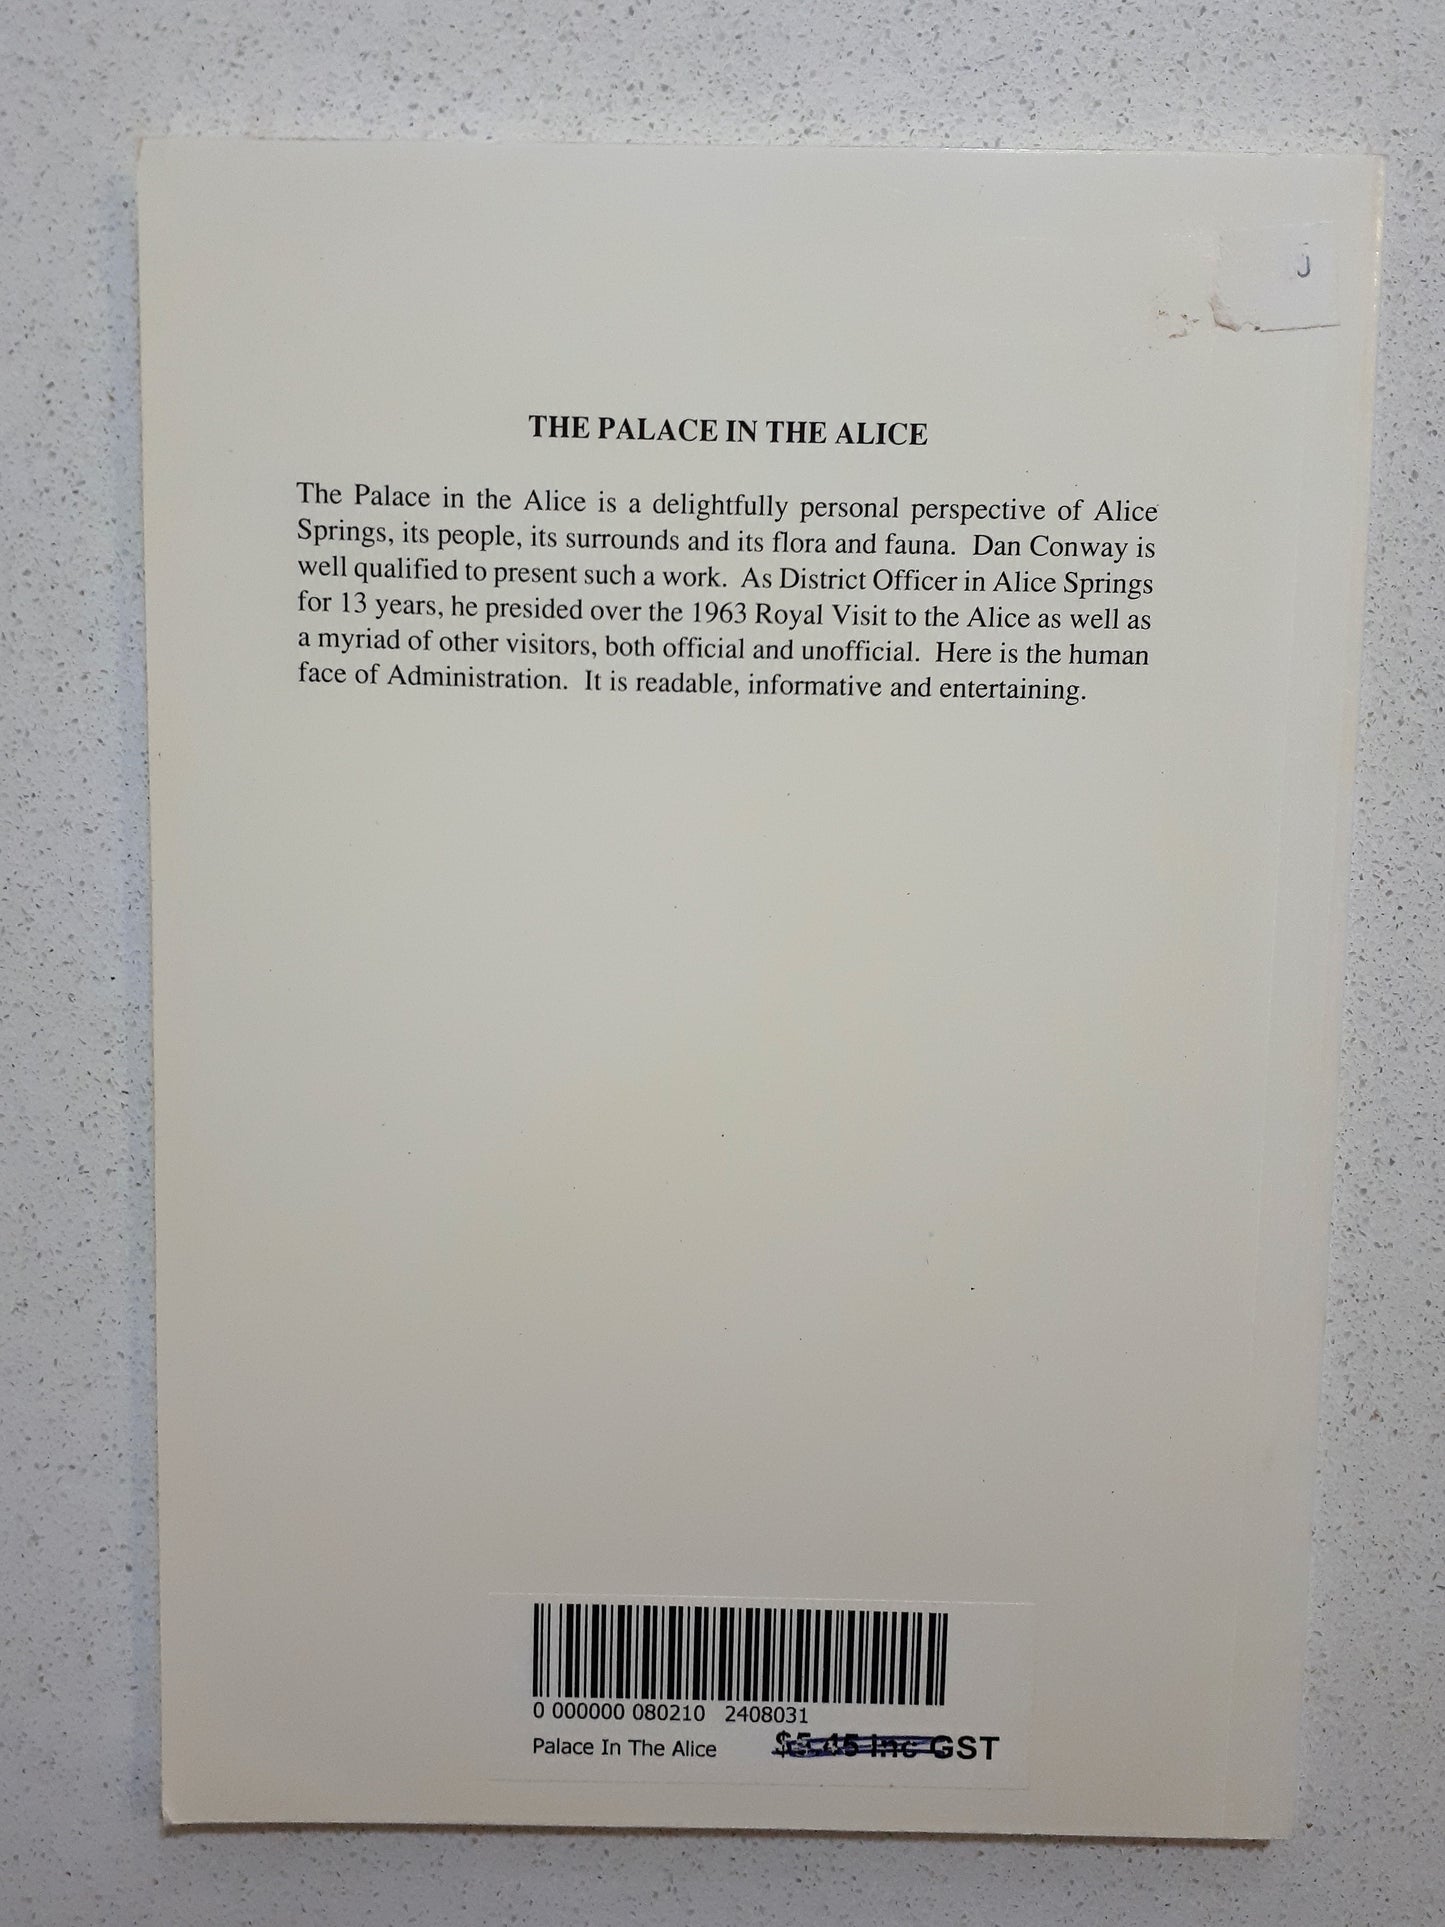 J
THE PALACE IN THE ALICE
The Palace in the Alice is a delightfully personal perspective of Alice
Springs, its people, its surrounds and its flora and fauna. Dan Conway is
well qualified to present such a work. As District Officer in Alice Springs
for 13 years, he presided over the 1963 Royal Visit to the Alice as well as
a myriad of other visitors, both official and unofficial. Here is the human
face of Administration. It is readable, informative and entertaining.
0 000000 080210 2408031
Palace In The Alice $5.45 Inc GST